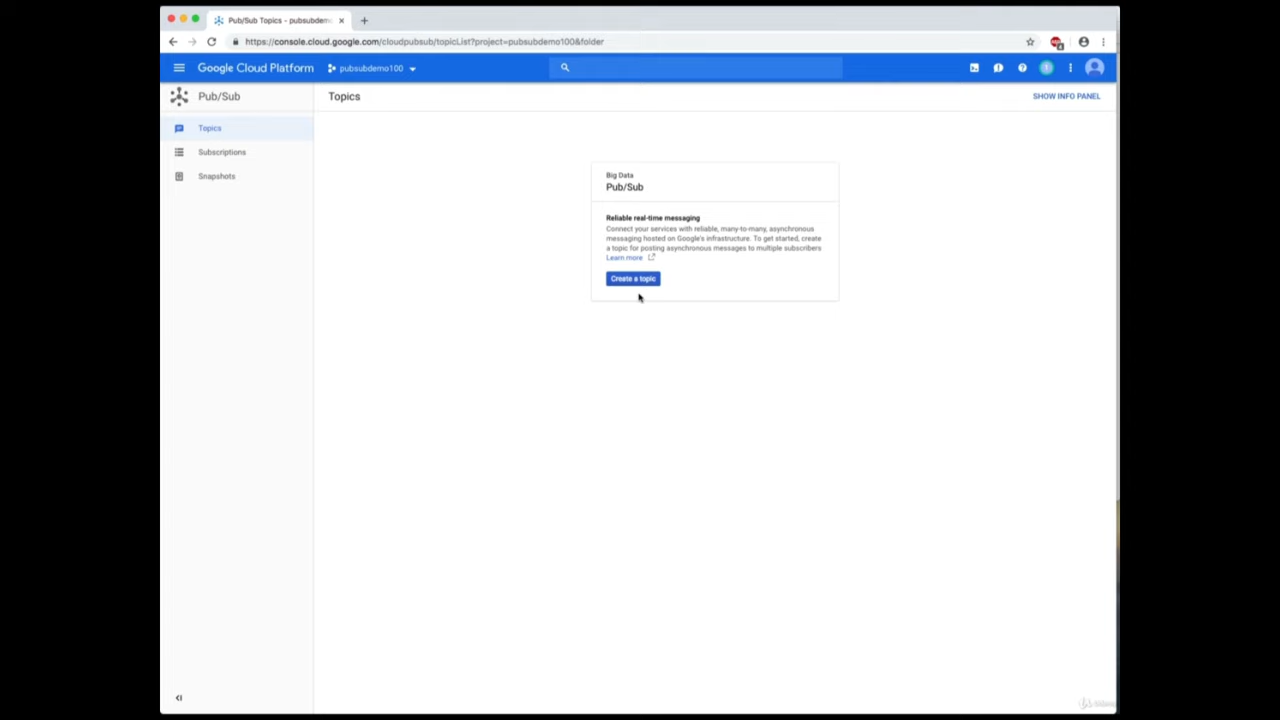 Pub/Sub Topics - pubsubdemo
https://console.cloud.google.com/cloudpubsub/topicList?project=pubsubdemo100&folder
Google Cloud Platform
pubsubdemo100
Pub/Sub
Topics
SHOW INFO PANEL
Topics
Subscriptions
Snapshots
Big Data
Pub/Sub
Reliable real-time messaging
Connect your services with reliable, many-to-many, asynchronous
messaging hosted on Google's infrastructure. To get started, create
a topic for posting asynchronous messages to multiple subscribers
Learn more
Create a topic